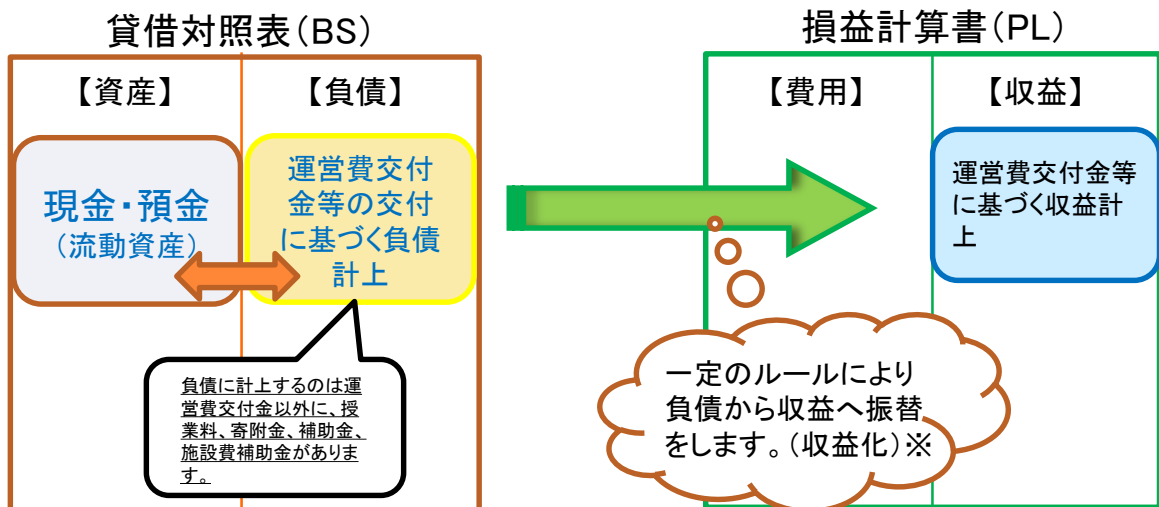 貸借対照表(BS)
【資産】
【負債】
現金・預金
(流動資産)
運営費交付
金等の交付
に基づく負債
計上
負債に計上するのは運
営費交付金以外に、授
業料、寄附金、補助金、
施設費補助金がありま
す。
損益計算書(PL)
【費用】
【収益】
運営費交付金等
に基づく収益計
上
一定のルールにより
負債から収益へ振替
をします。(収益化)※